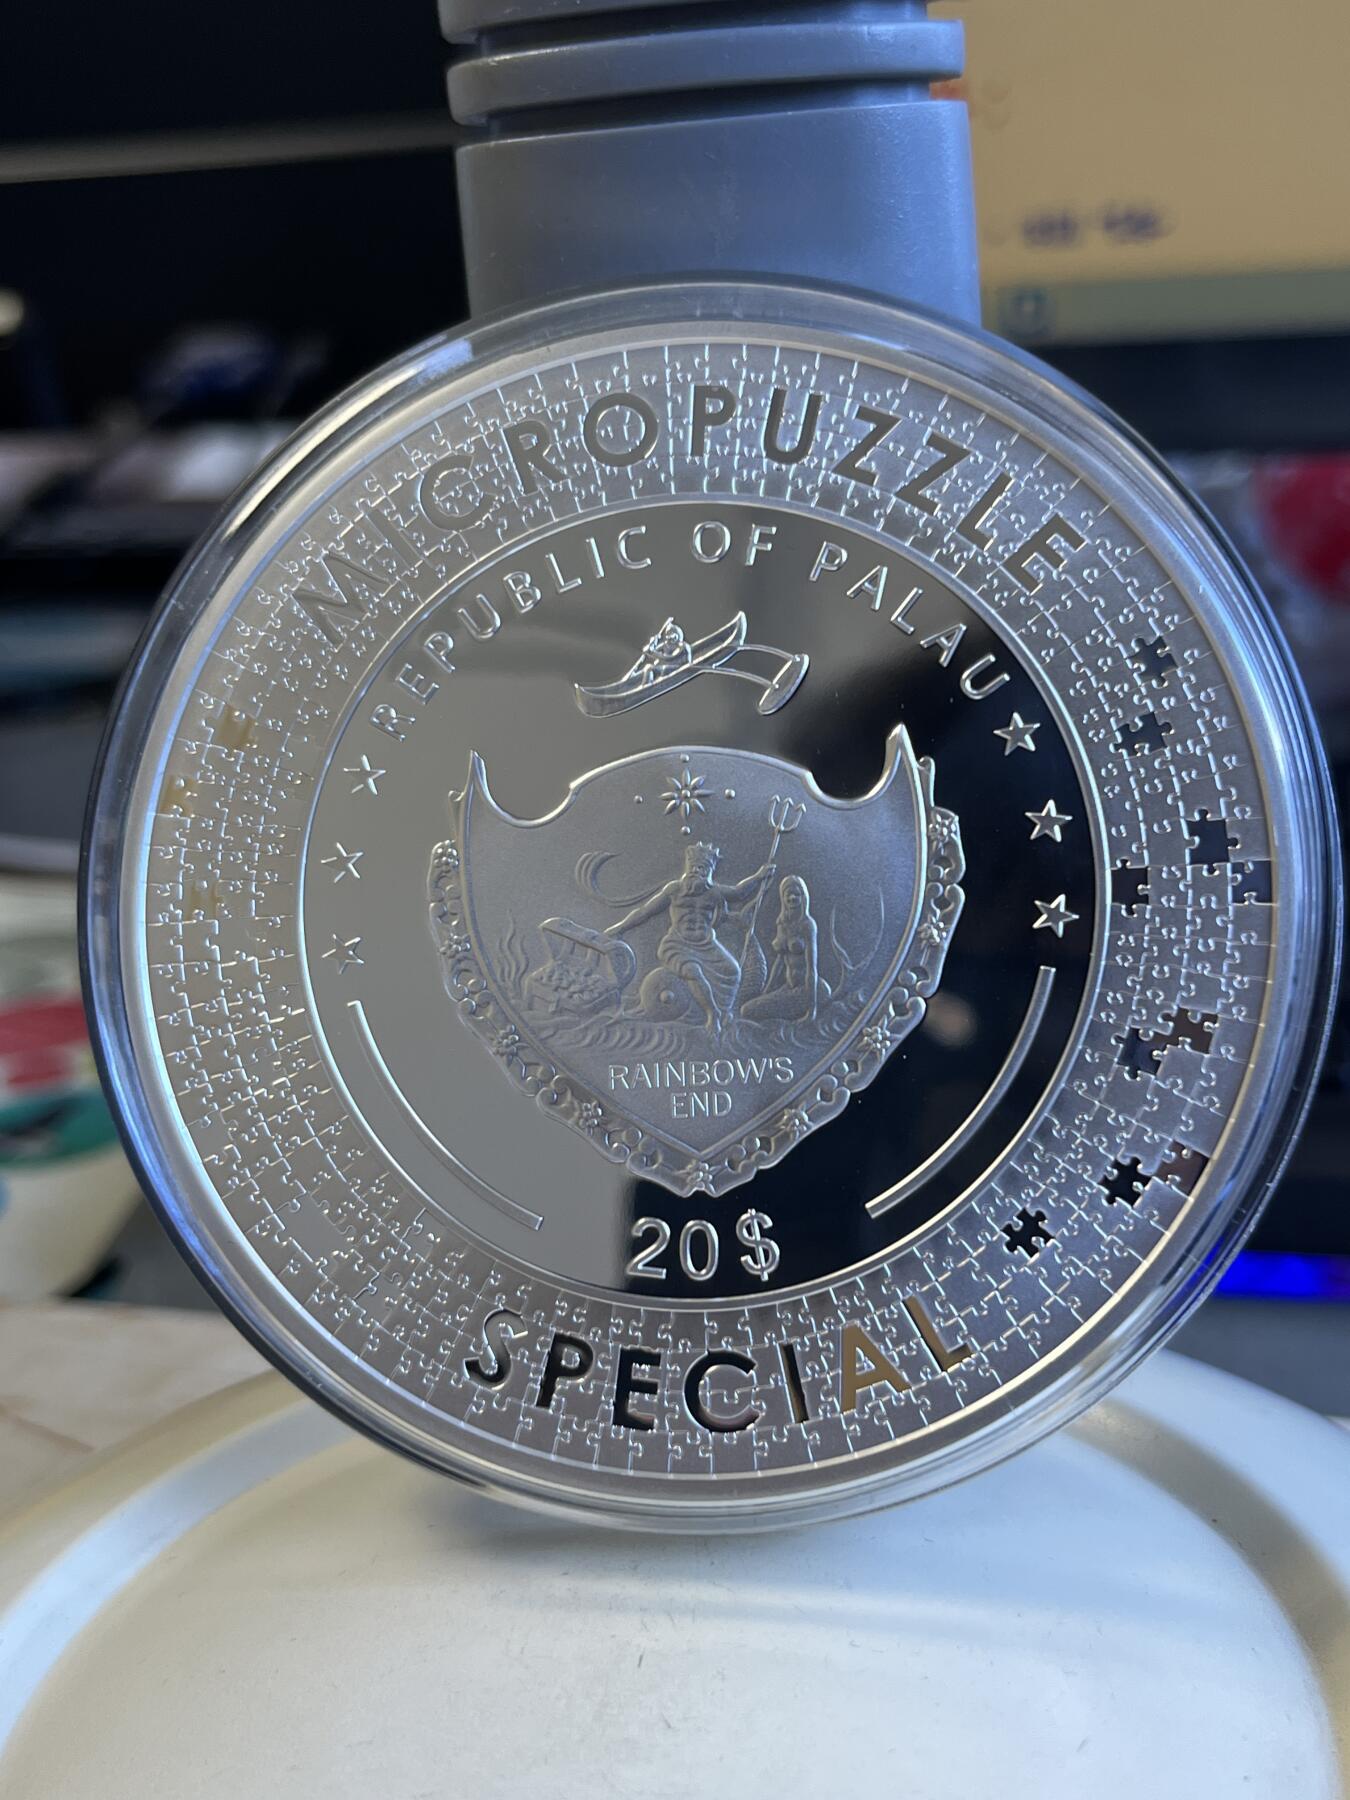 MICROPUZZLE
REPUBLIC OF PALAU
RAINBOW'S
END
20$
SPECIAL